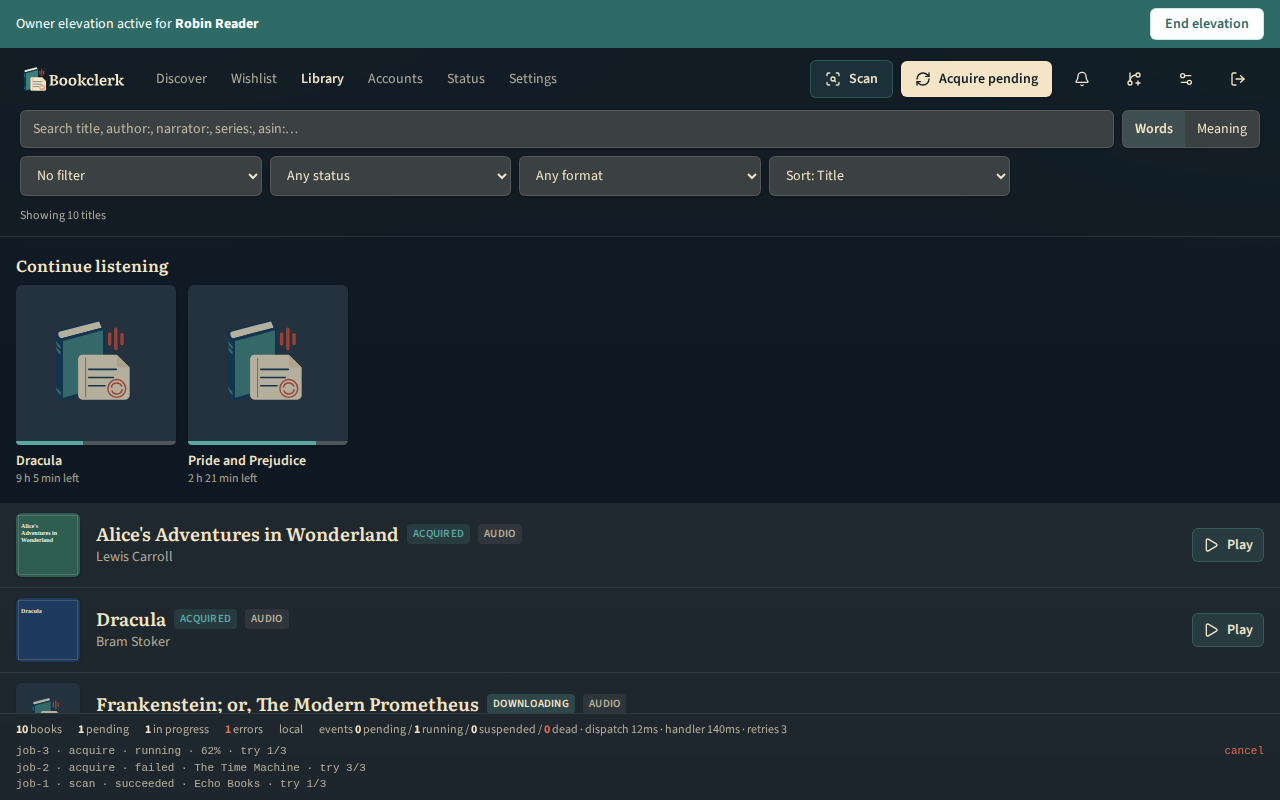 Owner elevation active for Robin Reader
End elevation
Bookclerk
Discover
Wishlist
Library
Accounts
Status
Settings
Scan
Acquire pending
Search title, author:, narrator:, series:, asin:…
Words
Meaning
No filter
Any status
Any format
Sort: Title
Showing 10 titles
Continue listening
Dracula
9 h 5 min left
Pride and Prejudice
2 h 21 min left
Alice's
Adventures in
Wonderland
Alice's Adventures in Wonderland
ACQUIRED
AUDIO
Lewis Carroll
Play
Dracula
Dracula
ACQUIRED
AUDIO
Bram Stoker
Play
Frankenstein; or, The Modern Prometheus
DOWNLOADING
AUDIO
10 books 1 pending 1 in progress 1 errors local events 0 pending / 1 running / 0 suspended / 0 dead · dispatch 12ms · handler 140ms · retries 3
job-3 · acquire · running · 62% · try 1/3
cancel
job-2 · acquire · failed · The Time Machine · try 3/3
job-1 · scan · succeeded · Echo Books · try 1/3